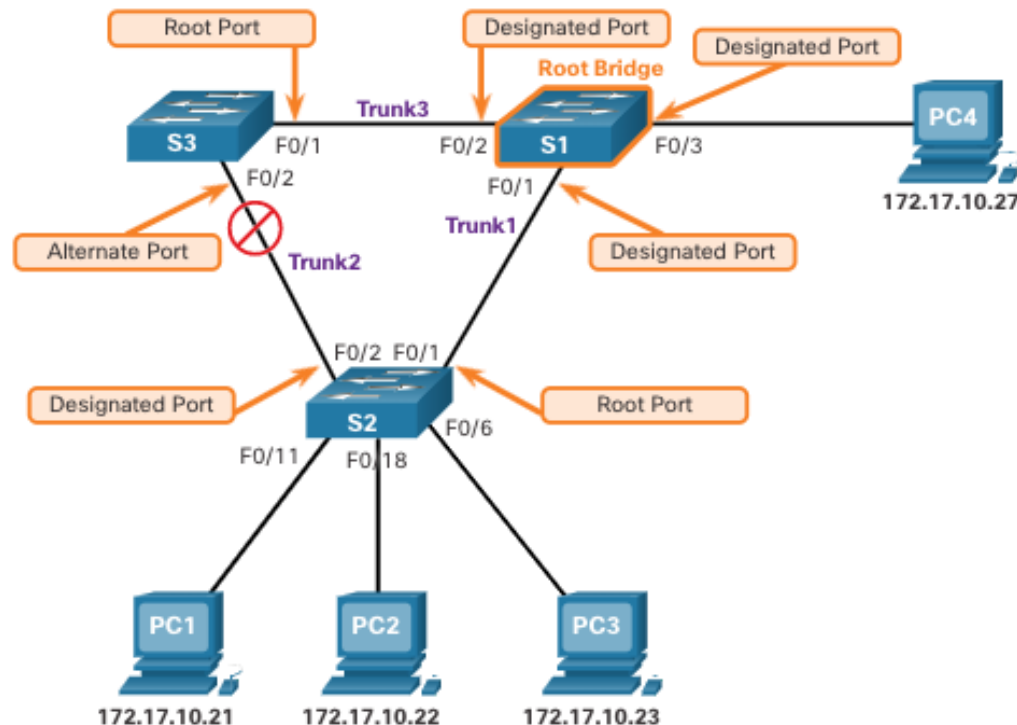 Root Port
Designated Port
Designated Port
Root Bridge
Trunk3
S3
F0/1
F0/2
S1
F0/3
PC4
F0/2
F0/1
172.17.10.27
Alternate Port
Trunk1
Designated Port
Trunk2
F0/2
F0/1
Designated Port
Root Port
S2
F0/6
F0/11
F0/18
PC1
PC2
PC3
172.17.10.21
172.17.10.22
172.17.10.23